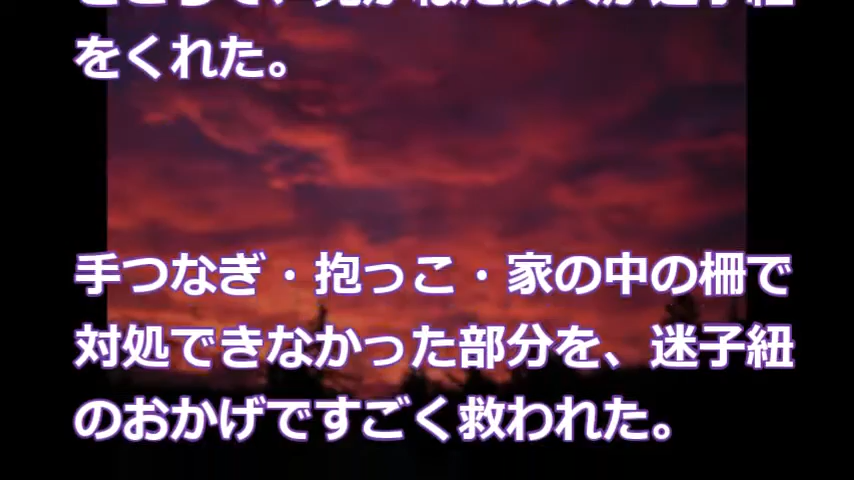 をくれた。
手つなぎ・抱っこ・家の中の柵で
対処できなかった部分を、迷子紐
のおかげですごく救われた。